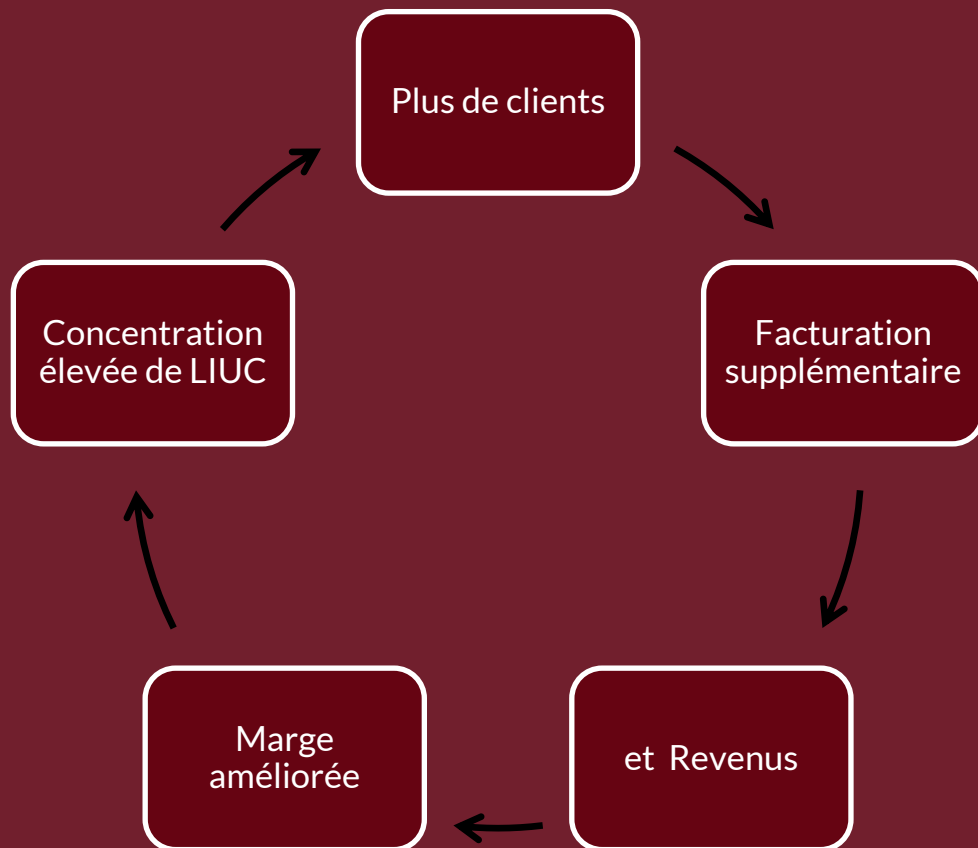 Plus de clients
Facturation
supplémentaire
et Revenus
Marge
améliorée
Concentration
élevée de LIUC